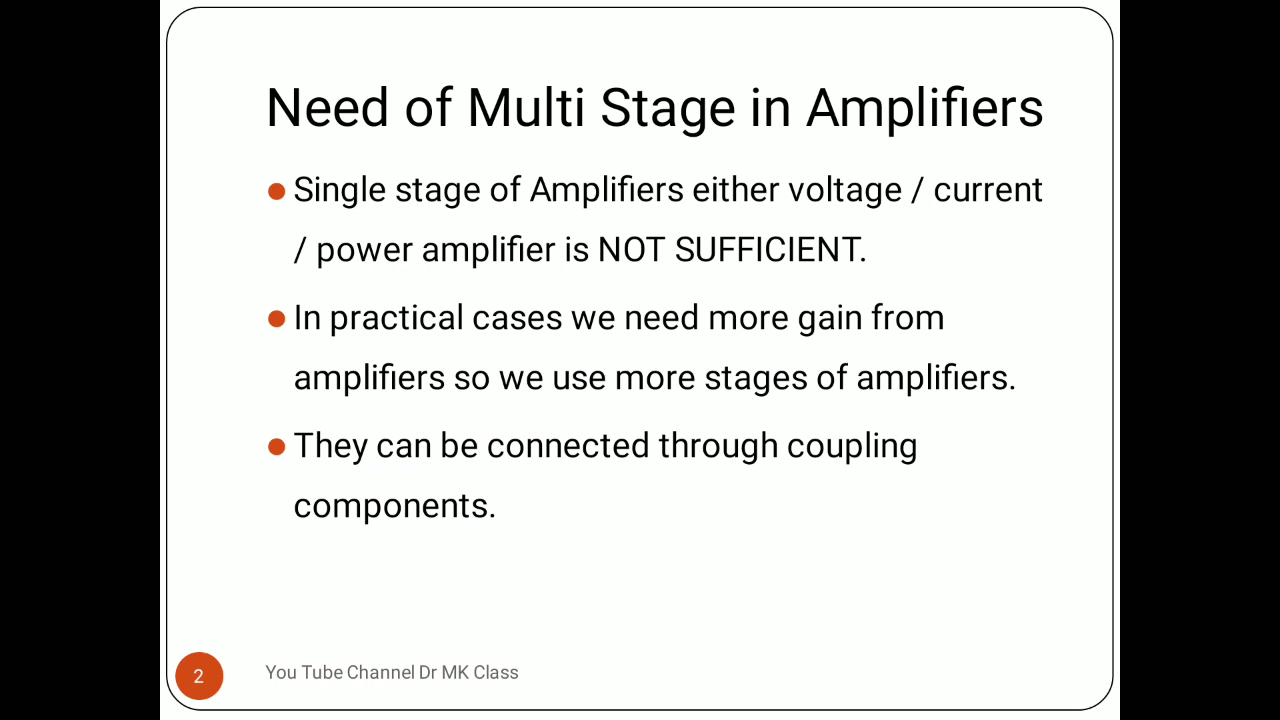 Need of Multi Stage in Amplifiers
Single stage of Amplifiers either voltage / current
/ power amplifier is NOT SUFFICIENT.
In practical cases we need more gain from
amplifiers so we use more stages of amplifiers.
They can be connected through coupling
components.
2
You Tube Channel Dr MK Class